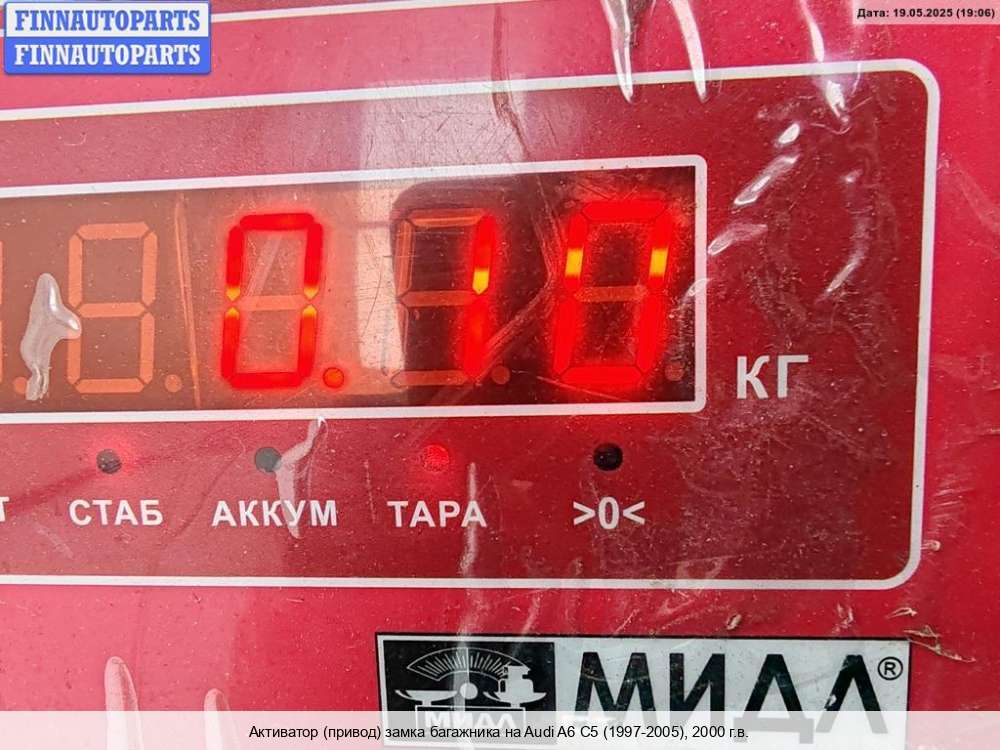 FINNAUTOPARTS
FINNAUTOPARTS
Дата: 19.05.2025 (19:06)
0.10
КГ
СТАБ АККУМ ТАРА >0<
МИДЛ®
МИДЛ
Активатор (привод) замка багажника на Audi A6 C5 (1997-2005), 2000 г.в.